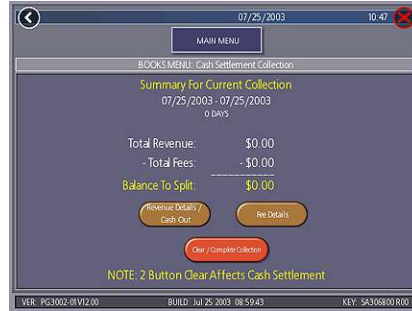 07/25/2003 10:47
MAIN MENU
BOOKS MENU: Cash Settlement Collection
Summary For Current Collection
07/25/2003 - 07/25/2003
0 DAYS
Total Revenue: $0.00
- Total Fees: - $0.00
Balance To Split: $0.00
Revenue Details /
Cash Out
Fee Details
Clear / Complete Collection
NOTE: 2 Button Clear Affects Cash Settlement
VER: PG3002-01V12.00 BUILD: Jul 25 2003 08:59:43 KEY: SA306800 R00